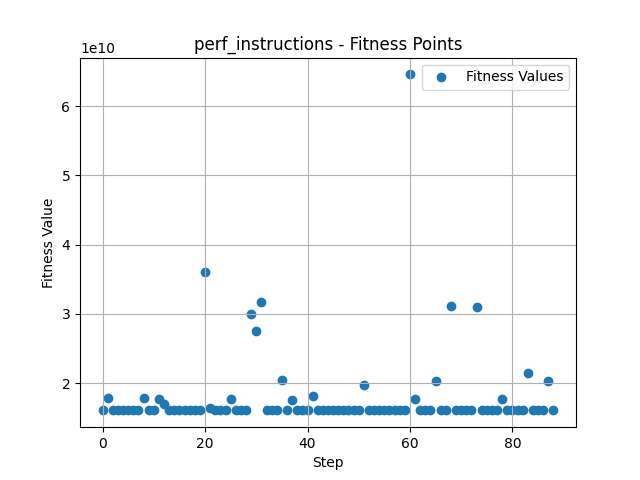 perf_instructions - Fitness Points
1e10
Fitness Values
6
5
4
3
2
Fitness Value
0 20 40 60 80
Step